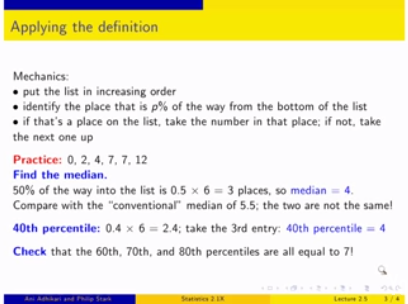 Applying the definition
Mechanics:
• put the list in increasing order
• identify the place that is p% of the way from the bottom of the list
• if that's a place on the list, take the number in that place; if not, take
the next one up
Practice: 0, 2, 4, 7, 7, 12
Find the median.
50% of the way into the list is 0.5 × 6 = 3 places, so median = 4.
Compare with the "conventional" median of 5.5; the two are not the same!
40th percentile: 0.4 × 6 = 2.4; take the 3rd entry: 40th percentile = 4
Check that the 60th, 70th, and 80th percentiles are all equal to 7!
Ani Adhikari and Philip Stark Statistics 2.1X Lecture 2.5 3 / 4